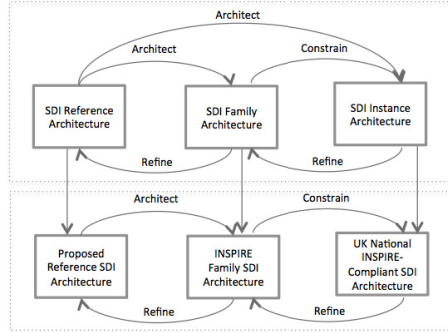 Architect
Architect
Constrain
SDI Reference
Architecture
SDI Family
Architecture
SDI Instance
Architecture
Refine
Refine
Architect
Constrain
Proposed
Reference SDI
Architecture
INSPIRE
Family SDI
Architecture
UK National
INSPIRE-
Compliant SDI
Architecture
Refine
Refine